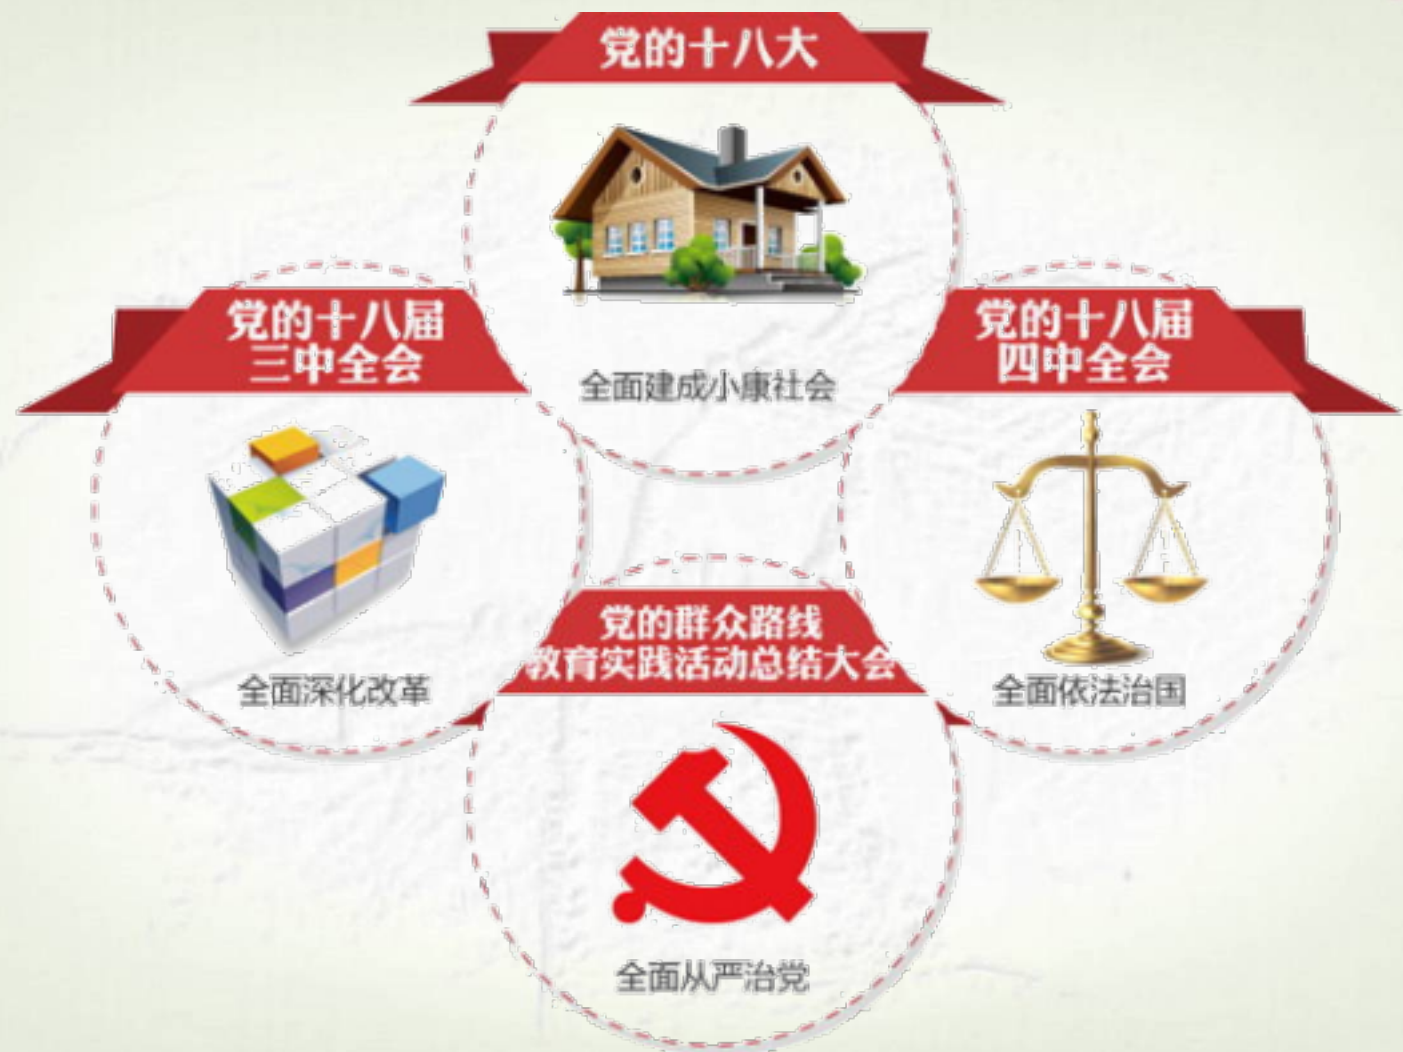 党的十八大
全面建成小康社会
党的十八届
三中全会
全面深化改革
党的十八届
四中全会
全面依法治国
党的群众路线
教育实践活动总结大会
全面从严治党